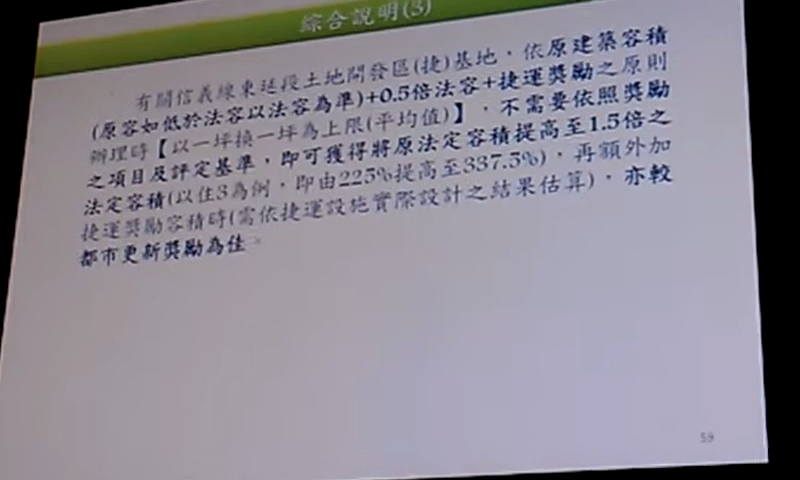 綜合說明(3)
有關信義線東延段土地開發區(捷)基地，依原建築容積
(原容如低於法容以法容為準)+0.5倍法容+捷運獎勵之原則
辦理時【以一坪換一坪為上限(平均值)】，不需要依照獎勵
之項目及評定基準，即可獲得將原法定容積提高至1.5倍之
法定容積(以住3為例，即由225%提高至337.5%)，再額外加
捷運獎勵容積時(需依捷運設施實際設計之結果估算)，亦較
都市更新獎勵為佳。
59